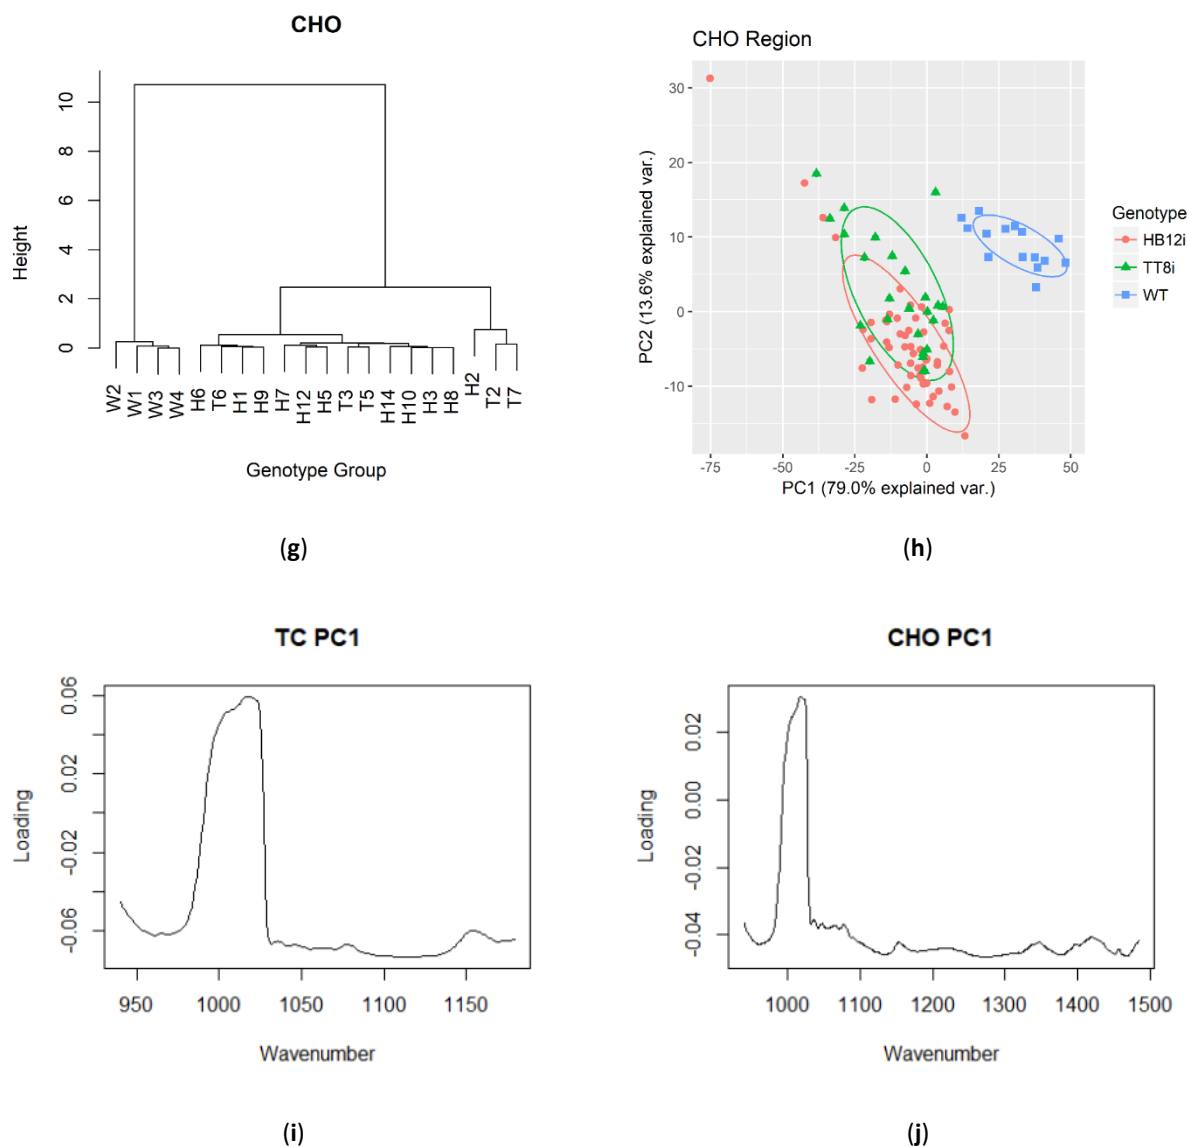 CHO
Height
0
2
4
6
8
10
W2
W1
W3
W4
H6
T6
H1
H9
H7
H12
H5
T3
T5
H14
H10
H3
H8
H2
T2
T7
Genotype Group
(g)
CHO Region
PC2 (13.6% explained var.)
30
20
10
0
-10
-75
-50
-25
0
25
50
PC1 (79.0% explained var.)
Genotype
HB12i
TT8i
WT
(h)
TC PC1
Loading
0.06
0.02
-0.02
-0.06
950
1000
1050
1100
1150
Wavenumber
(i)
CHO PC1
Loading
0.02
0.00
-0.02
-0.04
1000
1100
1200
1300
1400
1500
Wavenumber
(j)